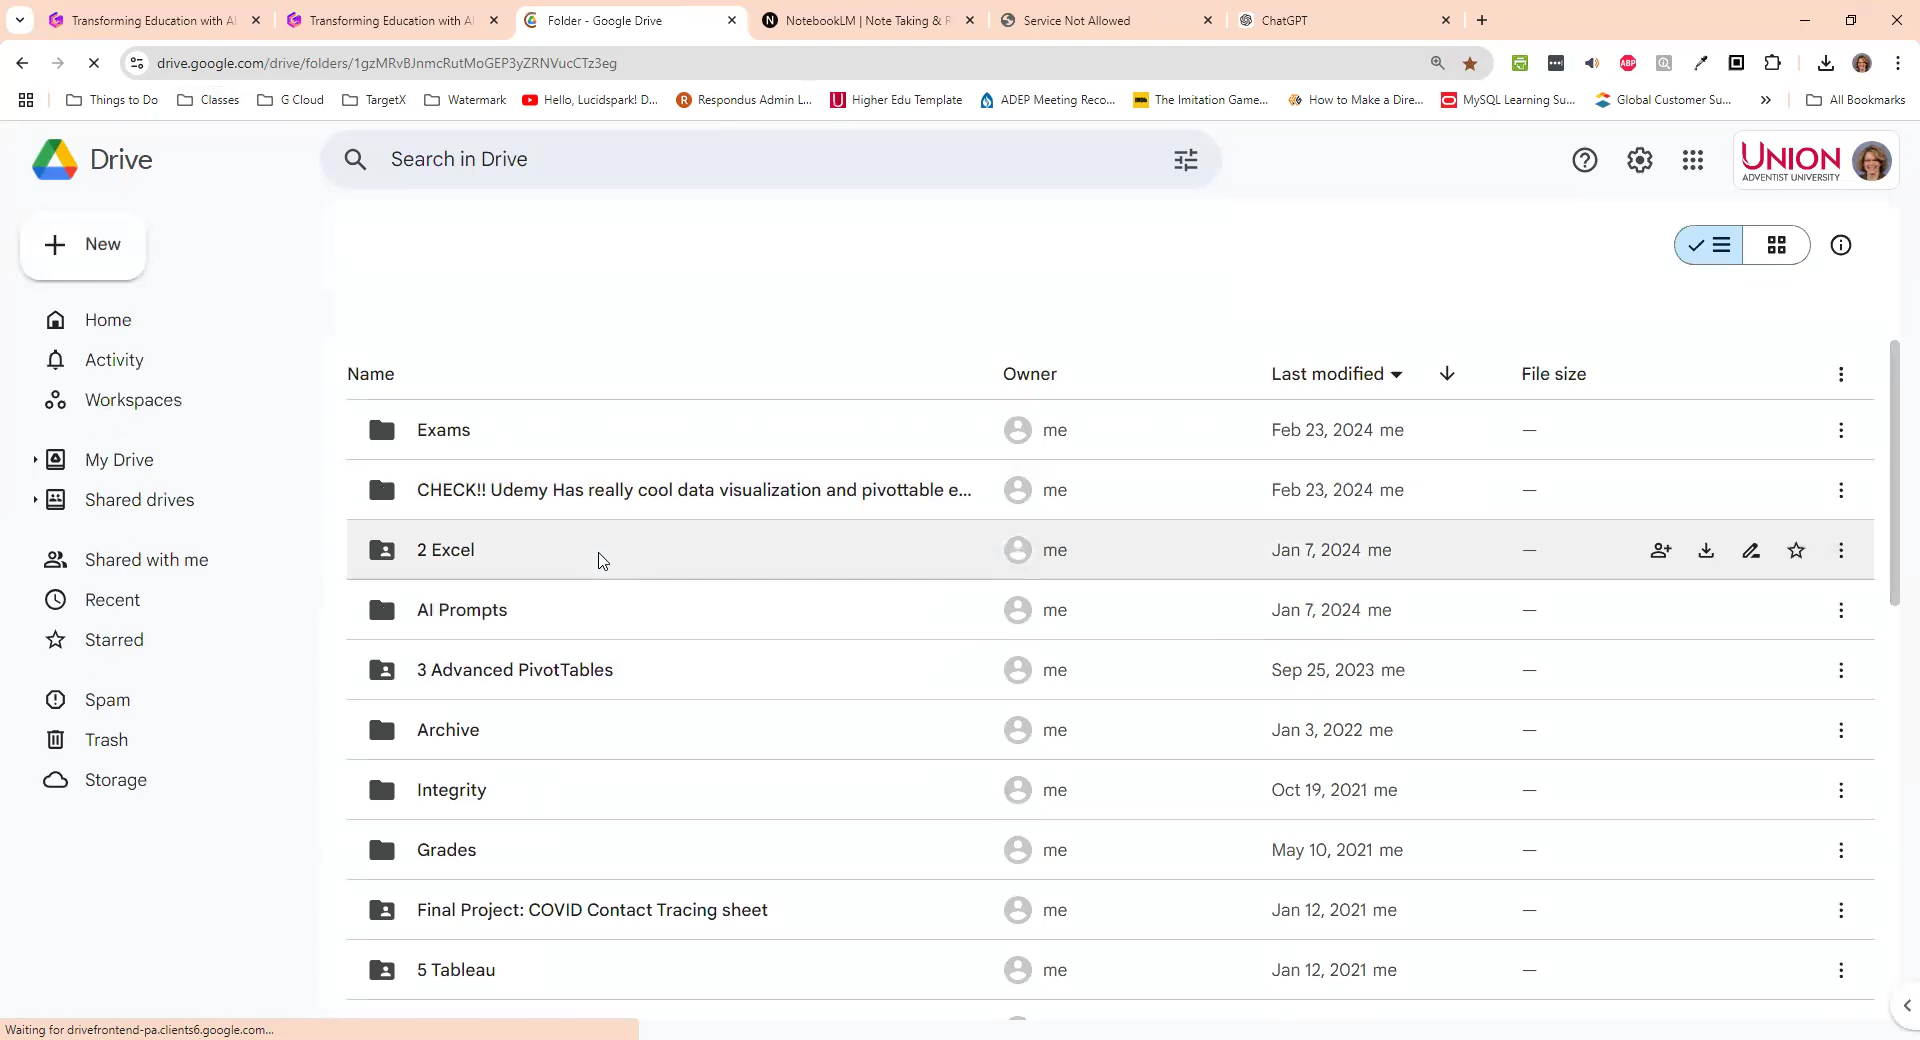 Transforming Education with AI
Transforming Education with AI
Folder - Google Drive
NotebookLM | Note Taking & R
Service Not Allowed
ChatGPT
drive.google.com/drive/folders/1gzMRvBJnmcRutMoGEP3yZRNVucCTz3eg
ABP
Things to Do
Classes
G Cloud
TargetX
Watermark
Hello, Lucidspark! D...
Respondus Admin L...
Higher Edu Template
ADEP Meeting Reco...
The Imitation Game...
How to Make a Dire...
MySQL Learning Su...
Global Customer Su...
All Bookmarks
Drive
Search in Drive
UNION
ADVENTIST UNIVERSITY
New
Home
Activity
Workspaces
My Drive
Shared drives
Shared with me
Recent
Starred
Spam
Trash
Storage
Name Owner Last modified File size
Exams me Feb 23, 2024 me —
CHECK!! Udemy Has really cool data visualization and pivottable e... me Feb 23, 2024 me —
2 Excel me Jan 7, 2024 me —
AI Prompts me Jan 7, 2024 me —
3 Advanced PivotTables me Sep 25, 2023 me —
Archive me Jan 3, 2022 me —
Integrity me Oct 19, 2021 me —
Grades me May 10, 2021 me —
Final Project: COVID Contact Tracing sheet me Jan 12, 2021 me —
5 Tableau me Jan 12, 2021 me —
Waiting for drivefrontend-pa.clients6.google.com...